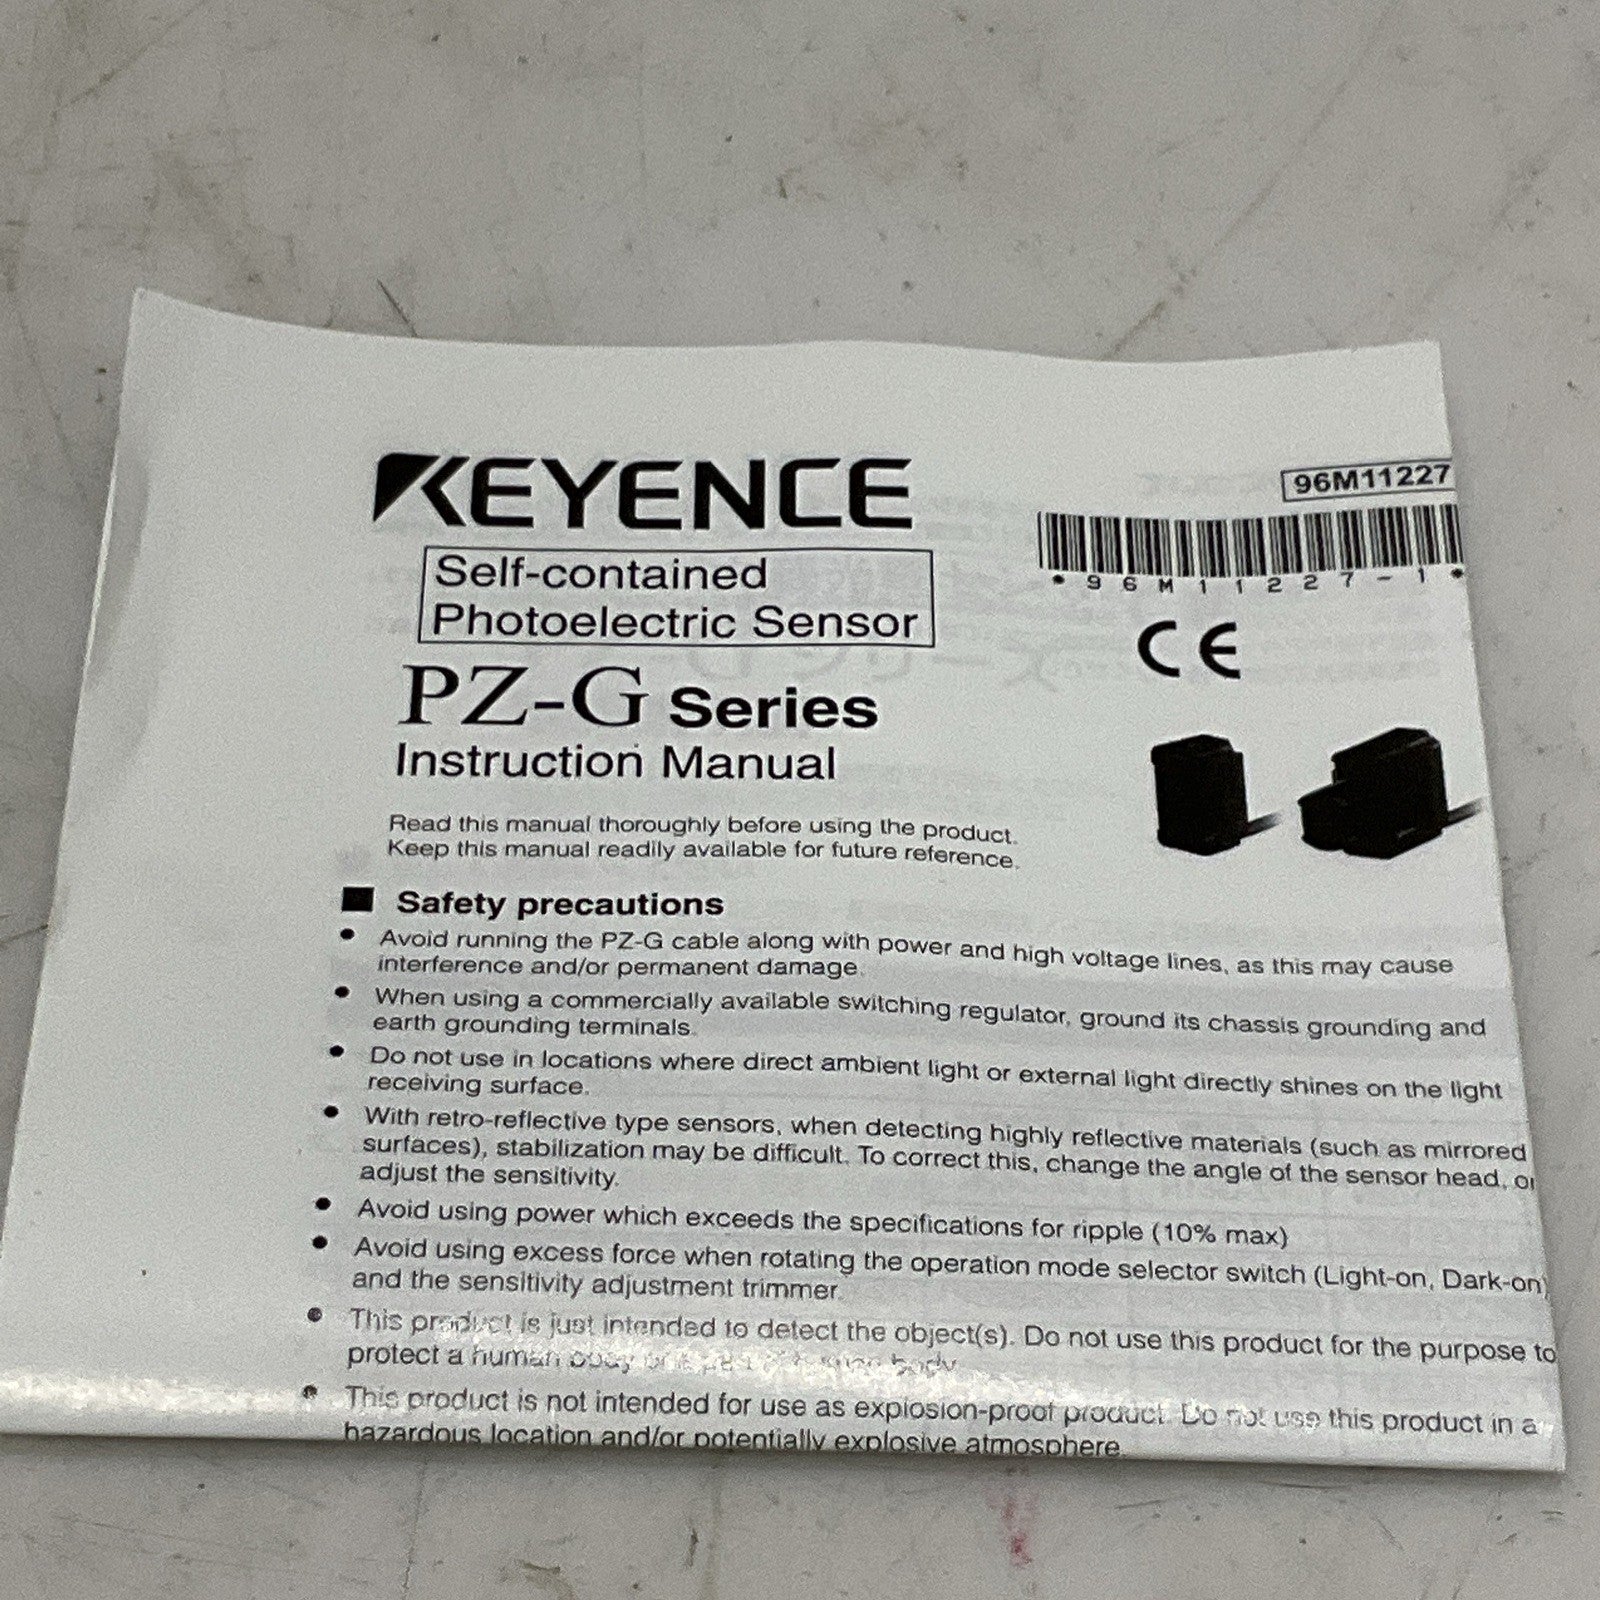 KEYENCE
96M11227
*96M11227-1*
Self-contained
Photoelectric Sensor
CE
PZ-G Series
Instruction Manual
Read this manual thoroughly before using the product.
Keep this manual readily available for future reference.
■ Safety precautions
• Avoid running the PZ-G cable along with power and high voltage lines, as this may cause
interference and/or permanent damage.
• When using a commercially available switching regulator, ground its chassis grounding and
earth grounding terminals.
• Do not use in locations where direct ambient light or external light directly shines on the light
receiving surface.
• With retro-reflective type sensors, when detecting highly reflective materials (such as mirrored
surfaces), stabilization may be difficult. To correct this, change the angle of the sensor head, or
adjust the sensitivity.
• Avoid using power which exceeds the specifications for ripple (10% max)
• Avoid using excess force when rotating the operation mode selector switch (Light-on, Dark-on)
and the sensitivity adjustment trimmer.
• This product is just intended to detect the object(s). Do not use this product for the purpose to
protect a human body or a part of human body.
• This product is not intended for use as explosion-proof product. Do not use this product in a
hazardous location and/or potentially explosive atmosphere.